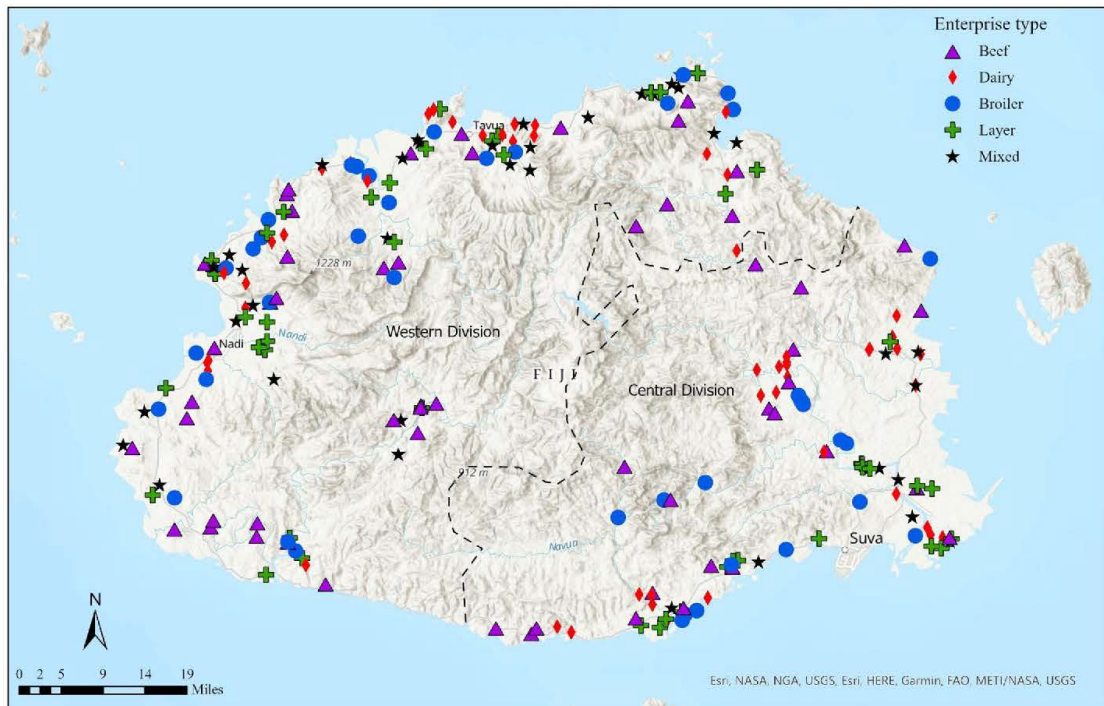 Enterprise type
Beef
Dairy
Broiler
Layer
Mixed
Tavua
1228 m
Western Division
Nandi
Nadi
FIJI
Central Division
912 m
Navua
Suva
N
0 2 5 9 14 19
Miles
Esri, NASA, NGA, USGS, Esri, HERE, Garmin, FAO, METI/NASA, USGS